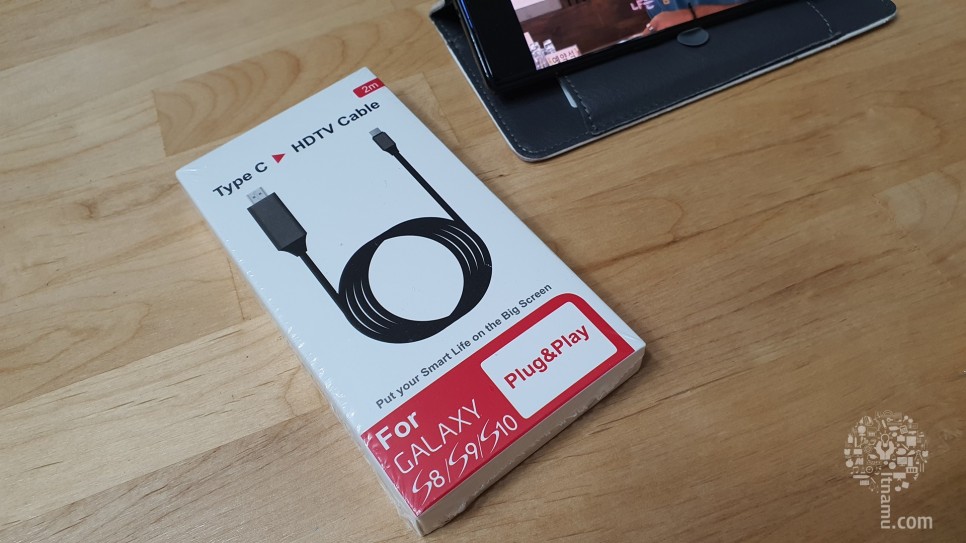 2m
Type C ▶ HDTV Cable
Put your Smart Life on the Big Screen
Plug&Play
For
GALAXY
S8/S9/S10
itnamu.com